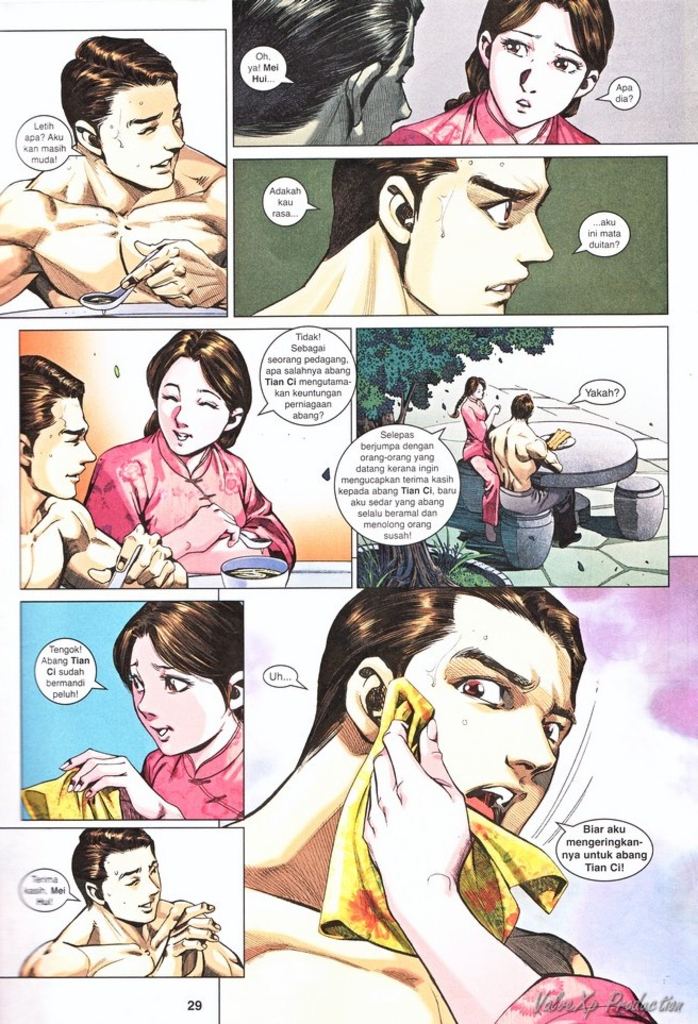 Letih
apa? Aku
kan masih
muda!
Oh,
ya! Mei
Hui...
Apa
dia?
Adakah
kau
rasa...
...aku
ini mata
duitan?
Tidak!
Sebagai
seorang pedagang,
apa salahnya abang
Tian Ci mengutama-
kan keuntungan
perniagaan
abang?
Yakah?
Selepas
berjumpa dengan
orang-orang yang
datang kerana ingin
mengucapkan terima kasih
kepada abang Tian Ci, baru
aku sedar yang abang
selalu beramal dan
menolong orang
susah!
Tengok!
Abang Tian
Ci sudah
bermandi
peluh!
Uh...
Biar aku
mengeringkan-
nya untuk abang
Tian Ci!
Terima
kasih, Mei
Hui!
29
ValveXp Production